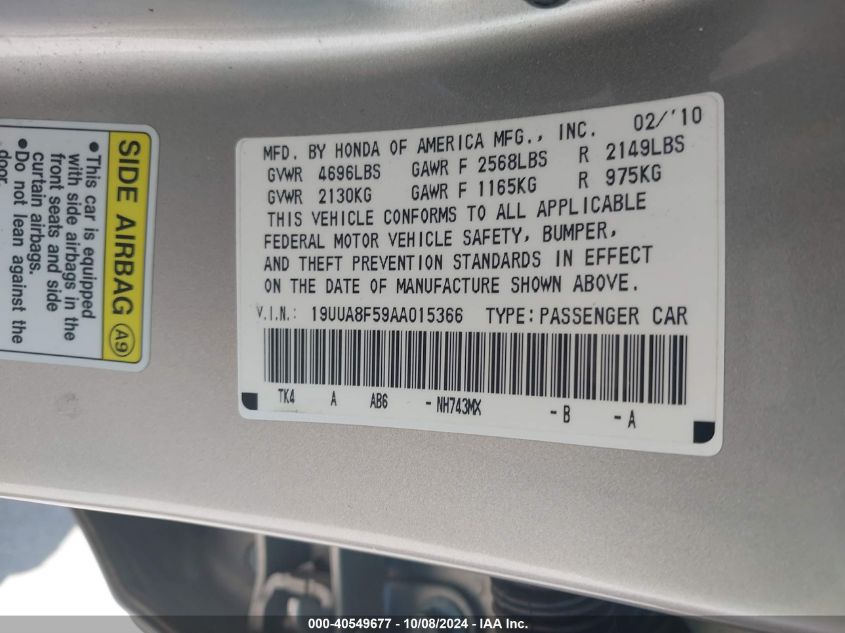 MFD. BY HONDA OF AMERICA MFG., INC. 02/'10
GVWR 4696LBS GAWR F 2568LBS R 2149LBS
GVWR 2130KG GAWR F 1165KG R 975KG
THIS VEHICLE CONFORMS TO ALL APPLICABLE
FEDERAL MOTOR VEHICLE SAFETY, BUMPER,
AND THEFT PREVENTION STANDARDS IN EFFECT
ON THE DATE OF MANUFACTURE SHOWN ABOVE.
V.I.N.: 19UUA8F59AA015366 TYPE: PASSENGER CAR
TK4 A AB6 -NH743MX -B -A
SIDE AIRBAG A9
•This car is equipped
with side airbags in the
front seats and side
curtain airbags.
•Do not lean against the
door.
000-40549677 - 10/08/2024 - IAA Inc.